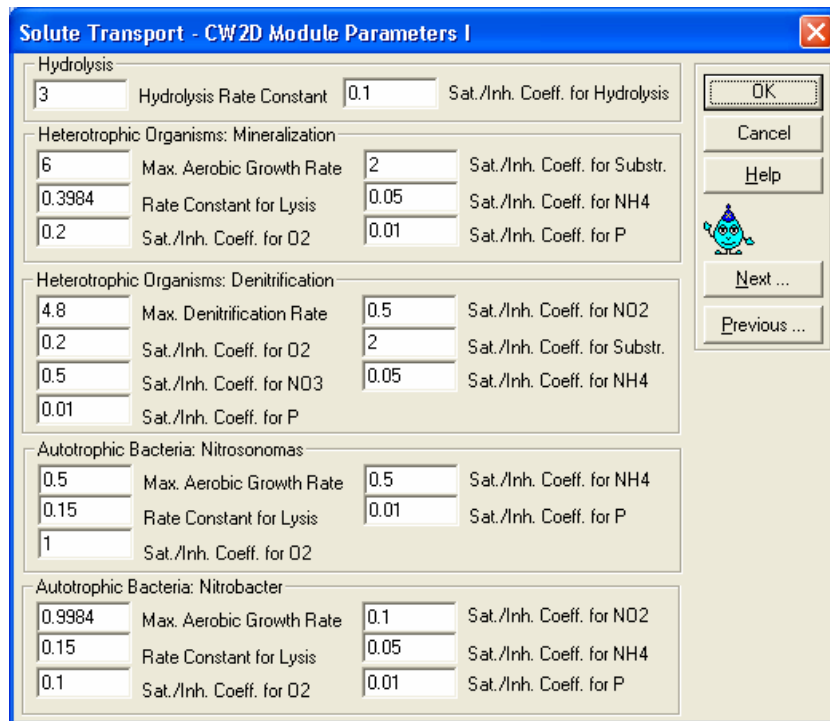 Solute Transport - CW2D Module Parameters I
Hydrolysis
3 Hydrolysis Rate Constant 0.1 Sat./Inh. Coeff. for Hydrolysis
OK
Cancel
Help
Next ...
Previous ...
Heterotrophic Organisms: Mineralization
6 Max. Aerobic Growth Rate 2 Sat./Inh. Coeff. for Substr.
0.3984 Rate Constant for Lysis 0.05 Sat./Inh. Coeff. for NH4
0.2 Sat./Inh. Coeff. for O2 0.01 Sat./Inh. Coeff. for P
Heterotrophic Organisms: Denitrification
4.8 Max. Denitrification Rate 0.5 Sat./Inh. Coeff. for NO2
0.2 Sat./Inh. Coeff. for O2 2 Sat./Inh. Coeff. for Substr.
0.5 Sat./Inh. Coeff. for NO3 0.05 Sat./Inh. Coeff. for NH4
0.01 Sat./Inh. Coeff. for P
Autotrophic Bacteria: Nitrosonomas
0.5 Max. Aerobic Growth Rate 0.5 Sat./Inh. Coeff. for NH4
0.15 Rate Constant for Lysis 0.01 Sat./Inh. Coeff. for P
1 Sat./Inh. Coeff. for O2
Autotrophic Bacteria: Nitrobacter
0.9984 Max. Aerobic Growth Rate 0.1 Sat./Inh. Coeff. for NO2
0.15 Rate Constant for Lysis 0.05 Sat./Inh. Coeff. for NH4
0.1 Sat./Inh. Coeff. for O2 0.01 Sat./Inh. Coeff. for P